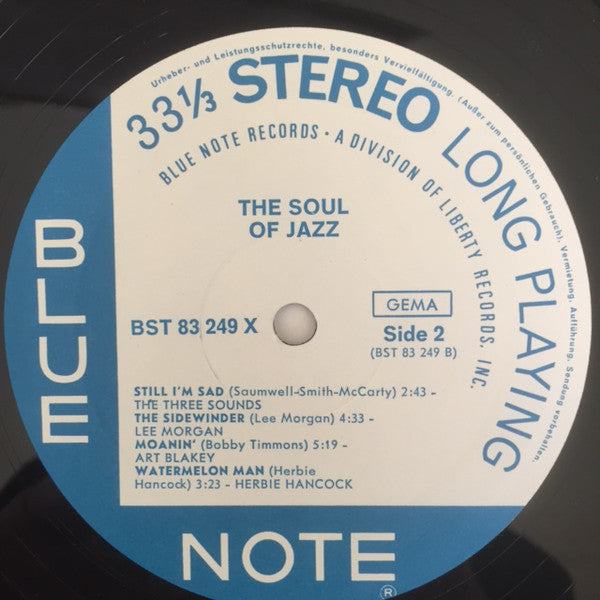 Urheber- und Leistungsschutzrechte, besonders Vervielfältigung. (Außer zum persönlichen Gebrauch), Vermietung. Aufführung. Sendung vorbehalten.
33⅓ STEREO LONG PLAYING
BLUE NOTE RECORDS • A DIVISION OF LIBERTY RECORDS, INC.
THE SOUL
OF JAZZ
BST 83 249 X
GEMA
Side 2
(BST 83 249 B)
STILL I'M SAD (Saumwell-Smith-McCarty) 2:43 –
THE THREE SOUNDS
THE SIDEWINDER (Lee Morgan) 4:33 –
LEE MORGAN
MOANIN' (Bobby Timmons) 5:19 –
ART BLAKEY
WATERMELON MAN (Herbie
Hancock) 3:23 – HERBIE HANCOCK
BLUE
NOTE®